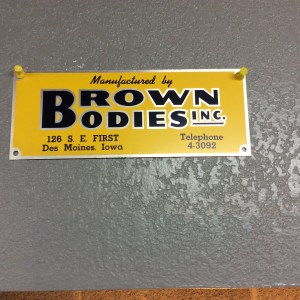 Manufactured by
BROWN
BODIES INC.
126 S. E. FIRST Telephone
Des Moines, Iowa 4-3092